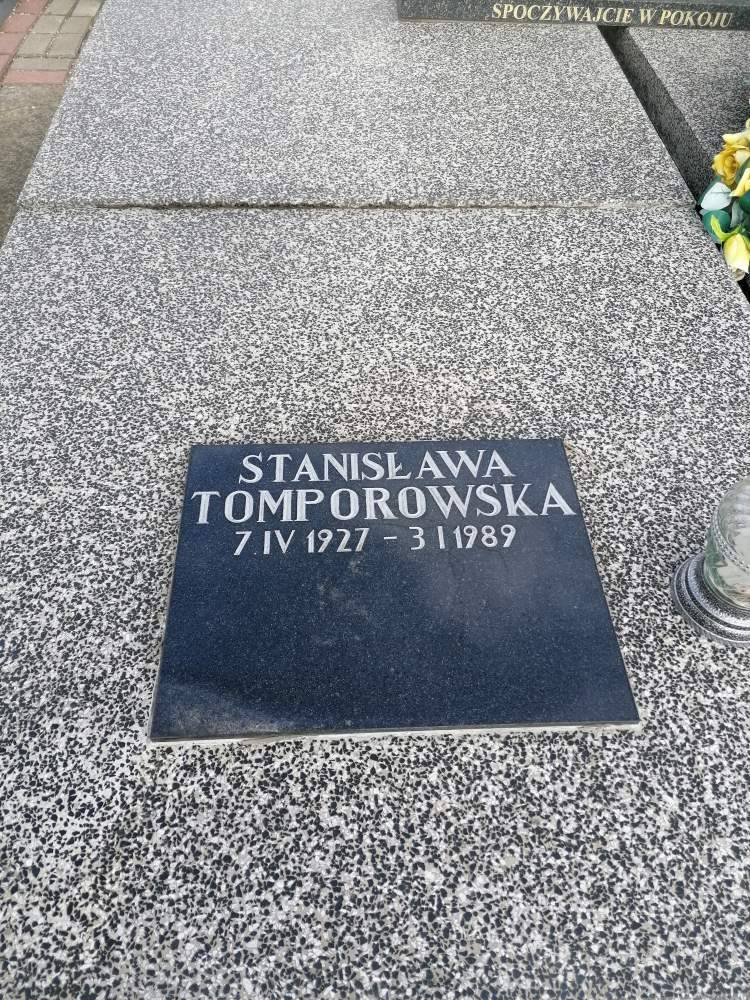 SPOCZYWAJCIE W POKOJU
STANISŁAWA
TOMPOROWSKA
7 IV 1927 - 3 I 1989